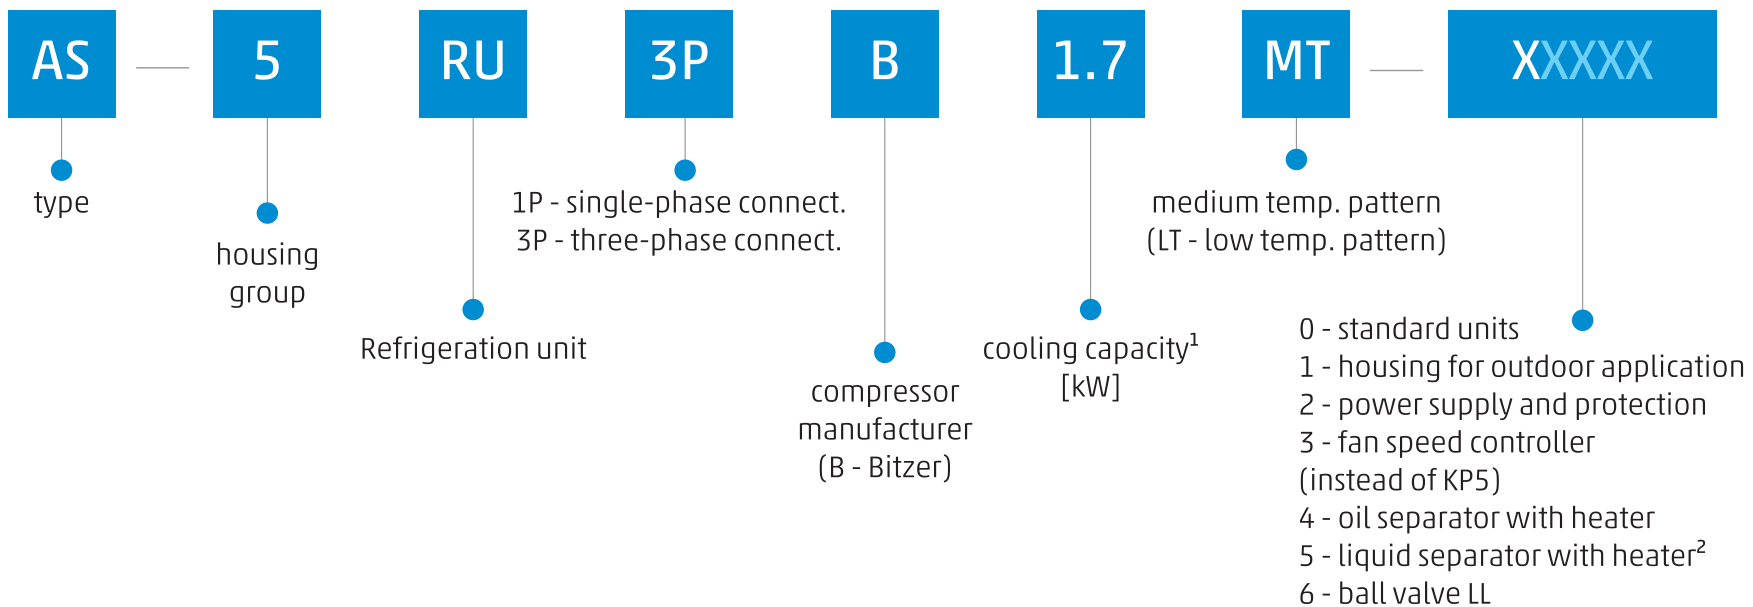 AS — 5 RU 3P B 1.7 MT — XXXXX
type
housing
group
Refrigeration unit
1P - single-phase connect.
3P - three-phase connect.
compressor
manufacturer
(B - Bitzer)
cooling capacity¹
[kW]
medium temp. pattern
(LT - low temp. pattern)
0 - standard units
1 - housing for outdoor application
2 - power supply and protection
3 - fan speed controller
(instead of KP5)
4 - oil separator with heater
5 - liquid separator with heater²
6 - ball valve LL